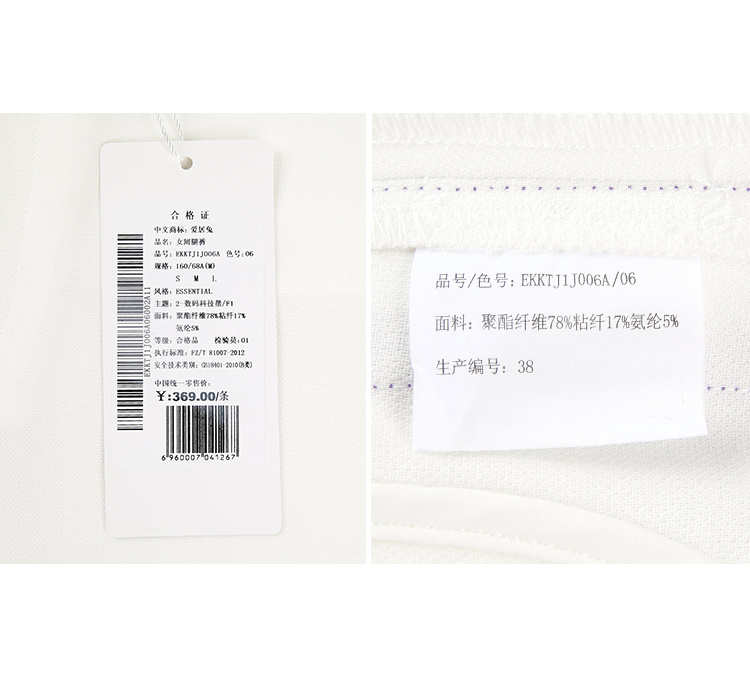 合格证
中文商标：爱居兔
品名：女阔腿裤
品号：EKKTJ1J006A 色号：06
规格：160/68A(M)
S M L
风格：ESSENTIAL
主题：2-数码科技帮/F1
面料：聚酯纤维78%粘纤17%
氨纶5%
等级：合格品 检验员：01
执行标准：FZ/T 81007-2012
安全技术类别：GB18401-2010(B类)
中国统一零售价：
¥:369.00/条
6960007041267
EKKTJ1J006A06002A11
品号/色号：EKKTJ1J006A/06
面料：聚酯纤维78%粘纤17%氨纶5%
生产编号：38